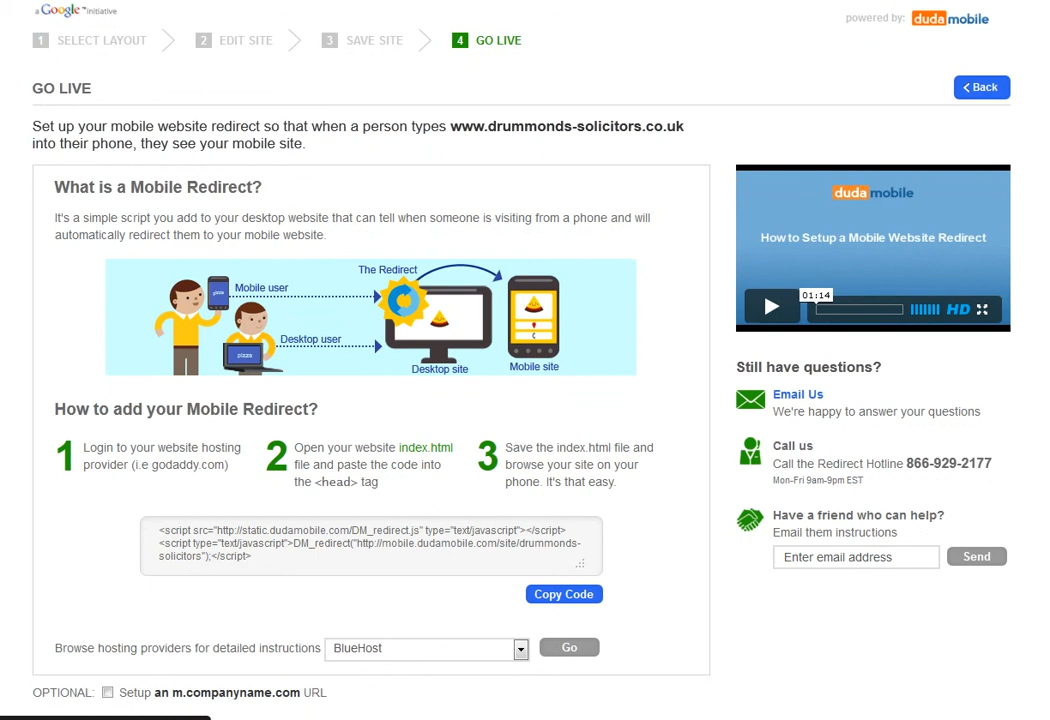 a Google™ initiative
powered by: dudamobile
1 SELECT LAYOUT 2 EDIT SITE 3 SAVE SITE 4 GO LIVE
GO LIVE
Back
Set up your mobile website redirect so that when a person types www.drummonds-solicitors.co.uk
into their phone, they see your mobile site.
What is a Mobile Redirect?
It's a simple script you add to your desktop website that can tell when someone is visiting from a phone and will
automatically redirect them to your mobile website.
The Redirect
pizza
Mobile user
Desktop user
pizza
Desktop site
Mobile site
How to add your Mobile Redirect?
1 Login to your website hosting
provider (i.e godaddy.com)
2 Open your website index.html
file and paste the code into
the <head> tag
3 Save the index.html file and
browse your site on your
phone. It's that easy.
<script src="http://static.dudamobile.com/DM_redirect.js" type="text/javascript"></script>
<script type="text/javascript">DM_redirect("http://mobile.dudamobile.com/site/drummonds-
solicitors");</script>
Copy Code
Browse hosting providers for detailed instructions BlueHost Go
OPTIONAL: Setup an m.companyname.com URL
dudamobile
How to Setup a Mobile Website Redirect
01:14
HD
Still have questions?
Email Us
We're happy to answer your questions
Call us
Call the Redirect Hotline 866-929-2177
Mon-Fri 9am-9pm EST
Have a friend who can help?
Email them instructions
Enter email address Send